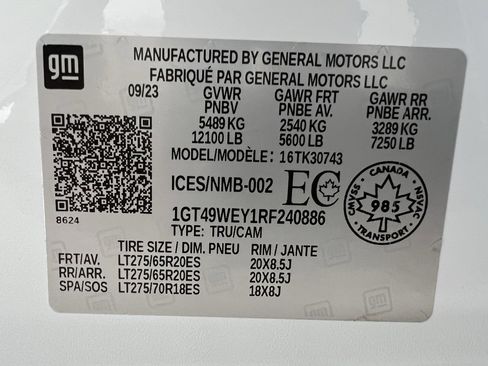 gm
MANUFACTURED BY GENERAL MOTORS LLC
FABRIQUÉ PAR GENERAL MOTORS LLC
09/23 GVWR GAWR FRT GAWR RR
PNBV PNBE AV. PNBE ARR.
5489 KG 2540 KG 3289 KG
12100 LB 5600 LB 7250 LB
MODEL/MODÈLE: 16TK30743
ICES/NMB-002 EC
1GT49WEY1RF240886
TYPE: TRU/CAM
8624
CANADA
CMVSS NSVAC
985
TRANSPORT
TIRE SIZE / DIM. PNEU RIM / JANTE
FRT/AV. LT275/65R20ES 20X8.5J
RR/ARR. LT275/65R20ES 20X8.5J
SPA/SOS LT275/70R18ES 18X8J